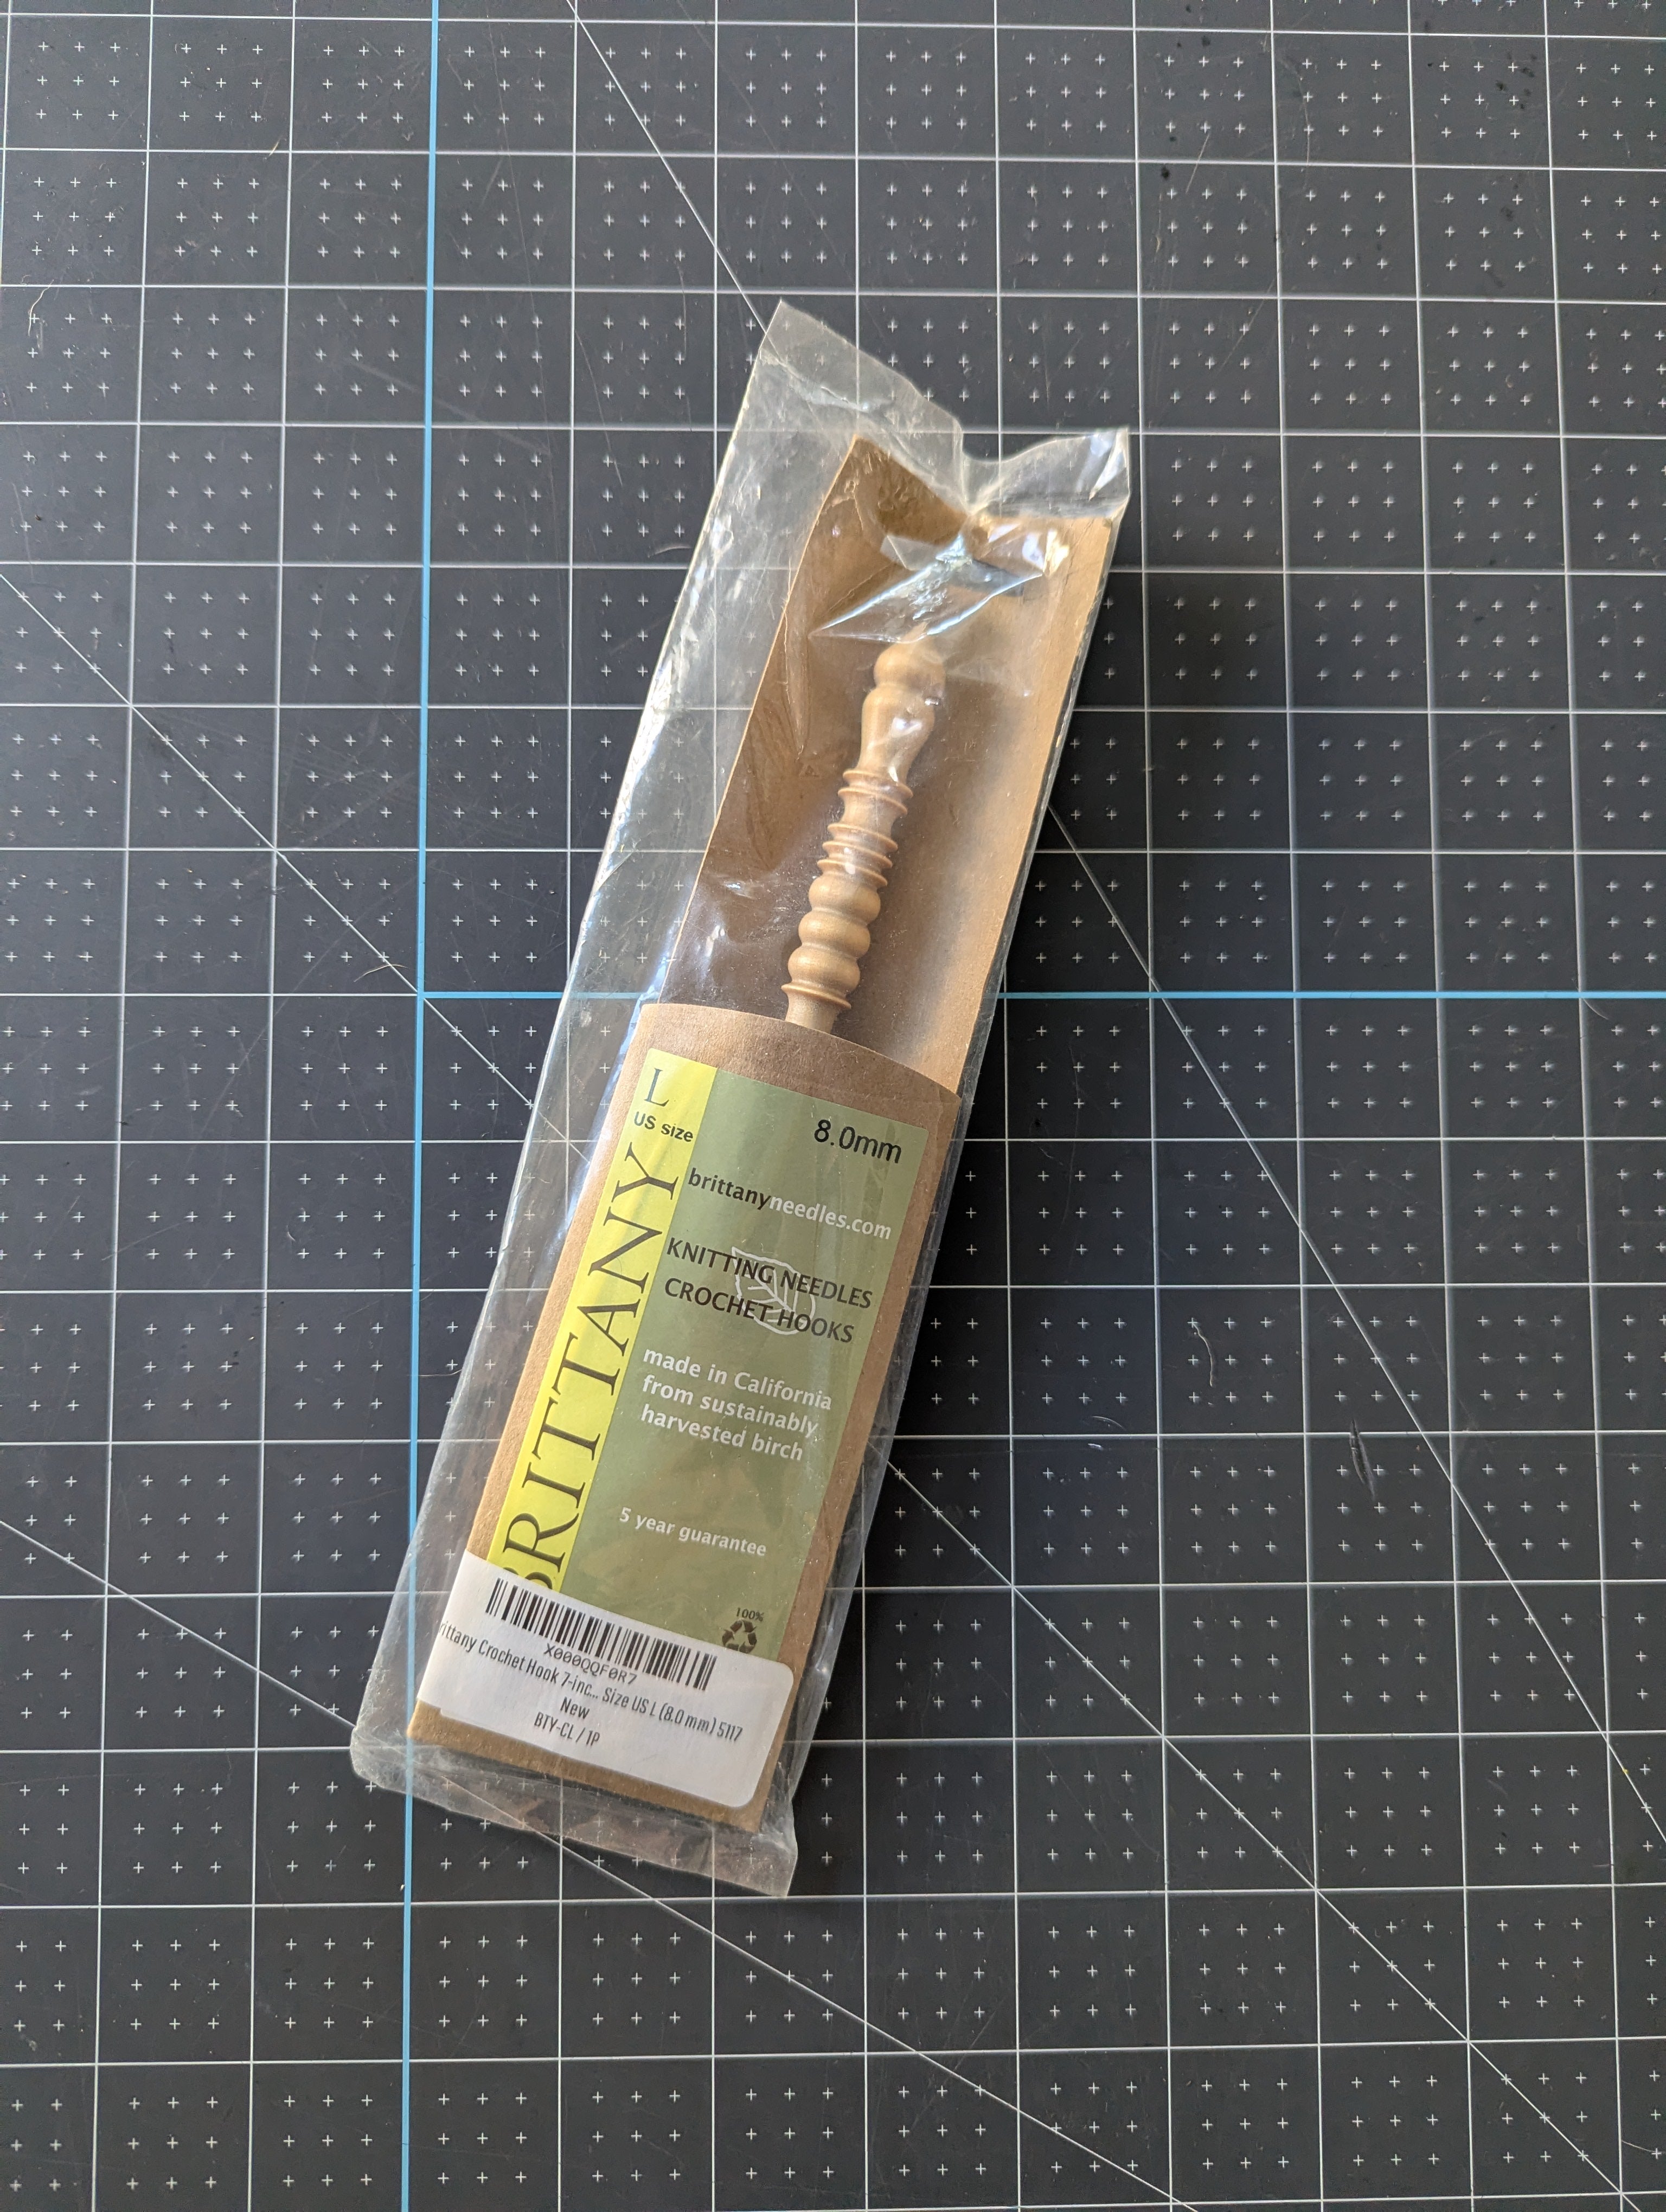 L
US size
8.0mm
BRITTANY
brittanyneedles.com
KNITTING NEEDLES
CROCHET HOOKS
made in California
from sustainably
harvested birch
5 year guarantee
100%
X000QQF0R7
ittany Crochet Hook 7-inc... Size US L (8.0 mm) 5117
New
BTY-CL / 1P